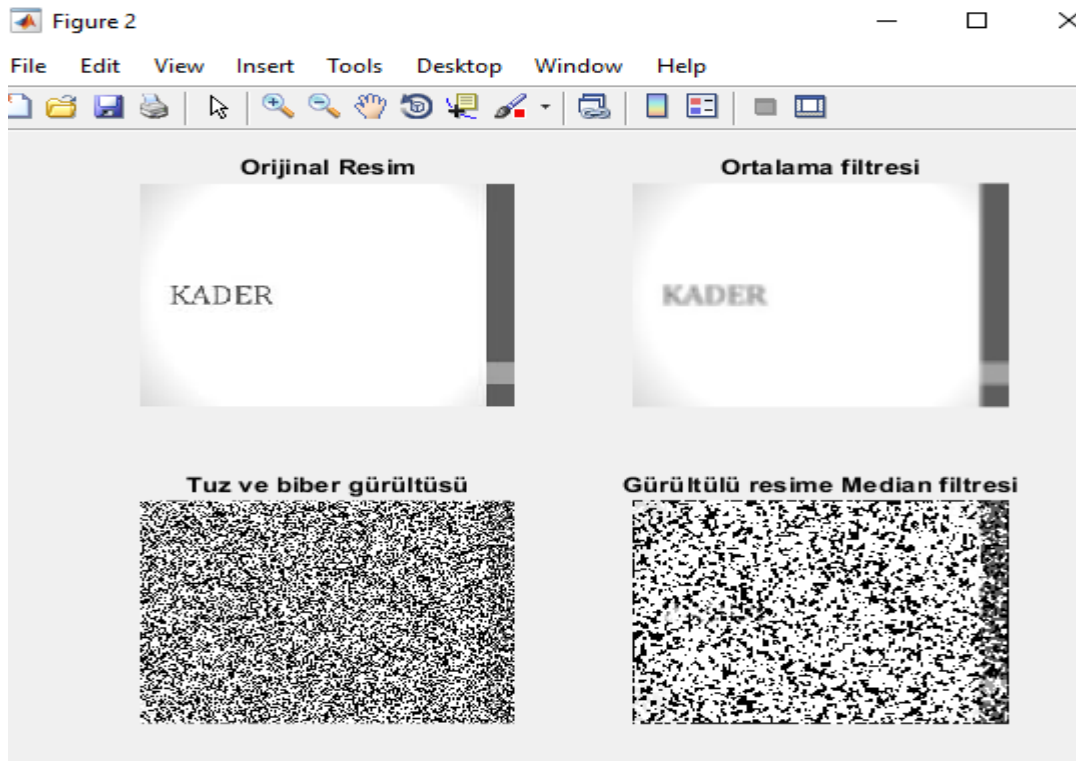 Figure 2
File Edit View Insert Tools Desktop Window Help
Orijinal Resim
Ortalama filtresi
KADER
KADER
Tuz ve biber gürültüsü
Gürültülü resime Median filtresi